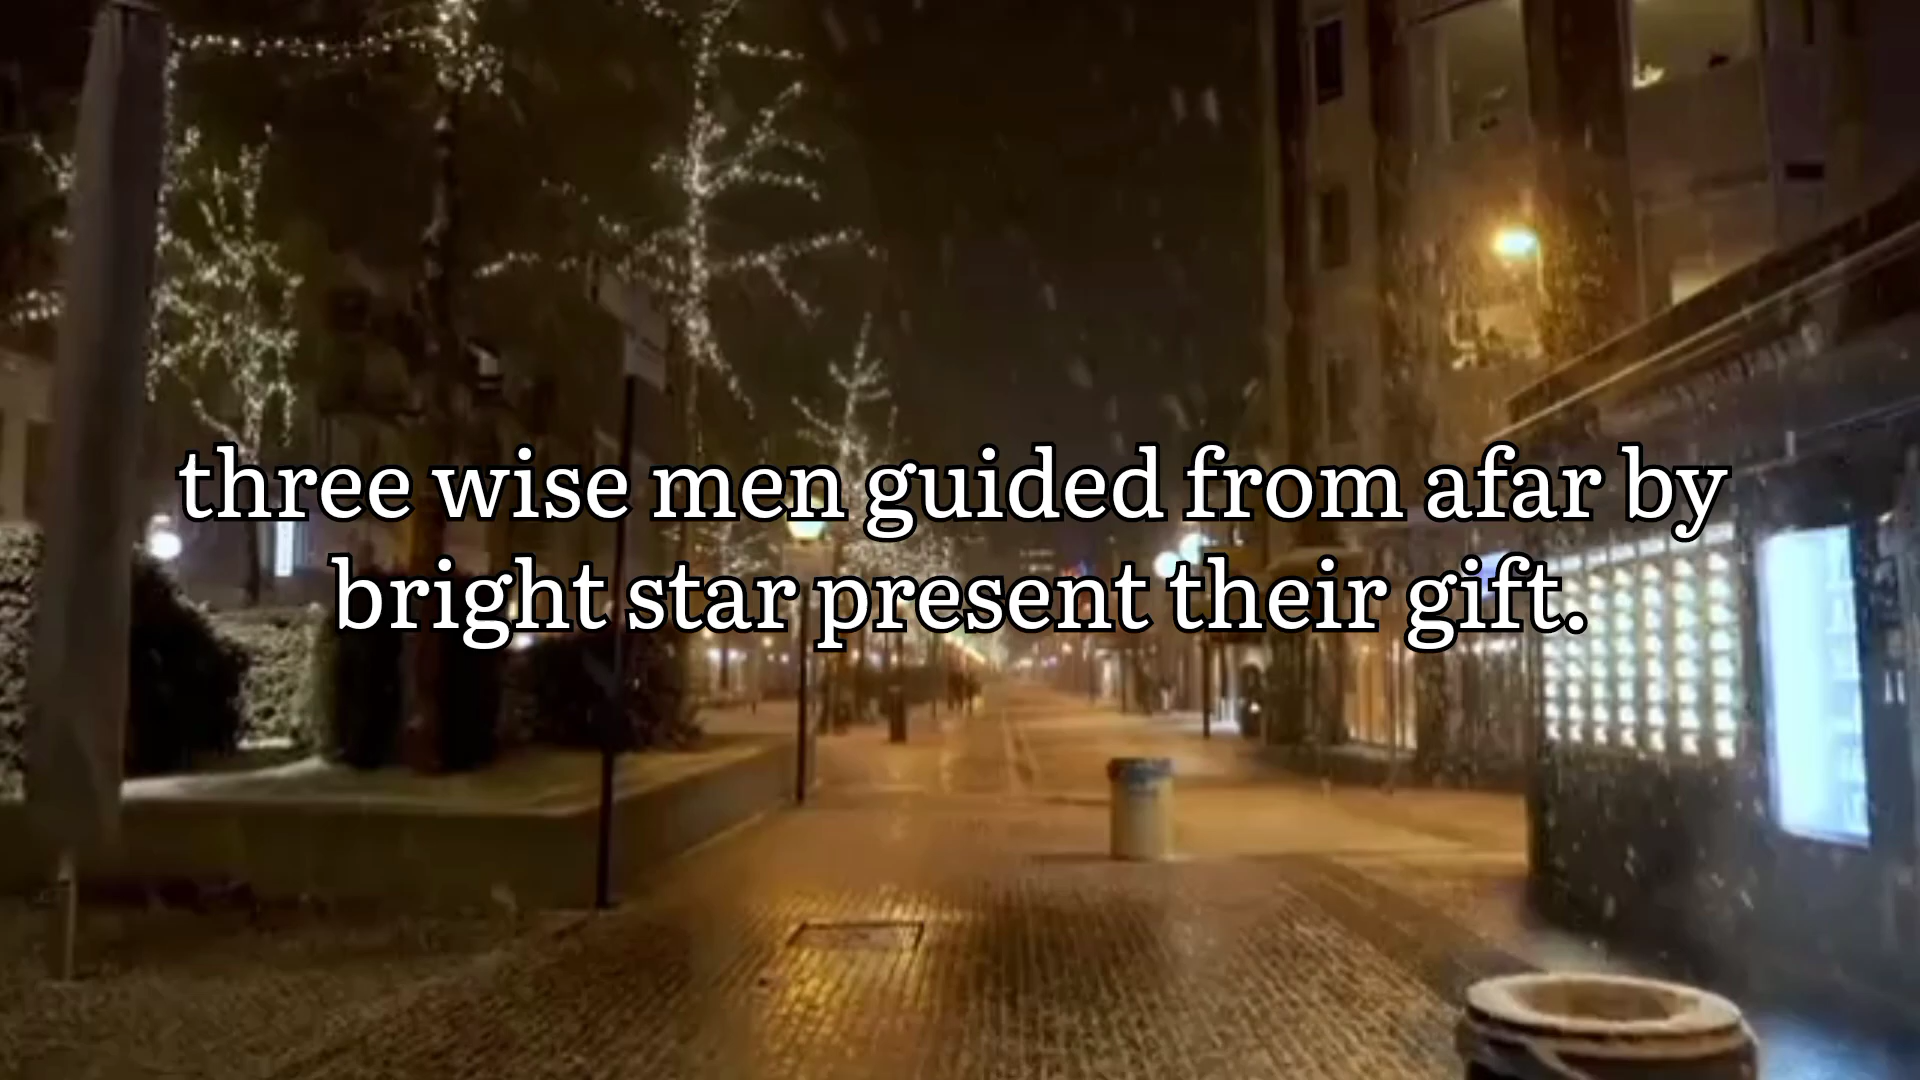 three wise men guided from afar by
bright star present their gift.